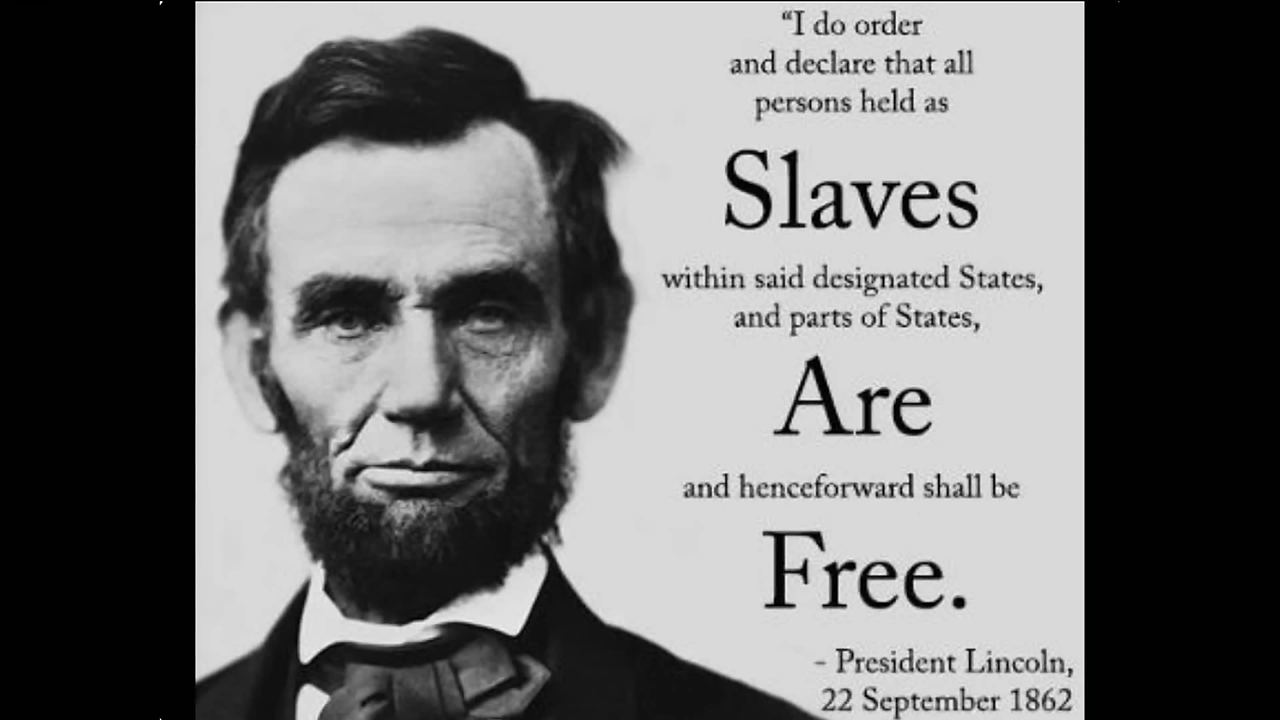 “I do order
and declare that all
persons held as
Slaves
within said designated States,
and parts of States,
Are
and henceforward shall be
Free.
- President Lincoln,
22 September 1862